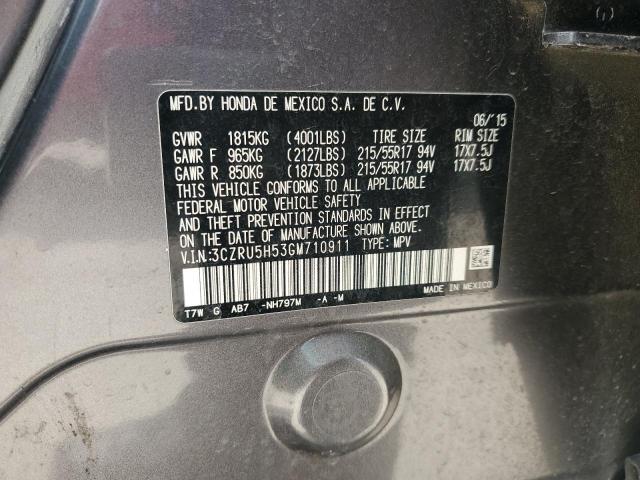 MFD.BY HONDA DE MEXICO S.A. DE C.V.
06/'15
GVWR 1815KG (4001LBS) TIRE SIZE RIM SIZE
GAWR F 965KG (2127LBS) 215/55R17 94V 17X7.5J
GAWR R 850KG (1873LBS) 215/55R17 94V 17X7.5J
THIS VEHICLE CONFORMS TO ALL APPLICABLE
FEDERAL MOTOR VEHICLE SAFETY
AND THEFT PREVENTION STANDARDS IN EFFECT
ON THE DATE OF MANUFACTURE SHOWN ABOVE.
V.I.N:3CZRU5H53GM710911 TYPE: MPV
T7W G AB7 -NH797M -A -M
MADE IN MEXICO